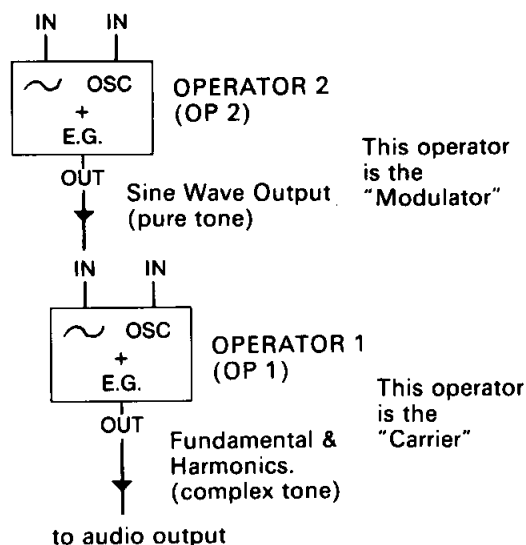 IN IN
OSC
+
E.G.
OPERATOR 2
(OP 2)
OUT
This operator
is the
"Modulator"
Sine Wave Output
(pure tone)
IN IN
OSC
+
E.G.
OPERATOR 1
(OP 1)
OUT
This operator
is the
"Carrier"
Fundamental &
Harmonics.
(complex tone)
to audio output